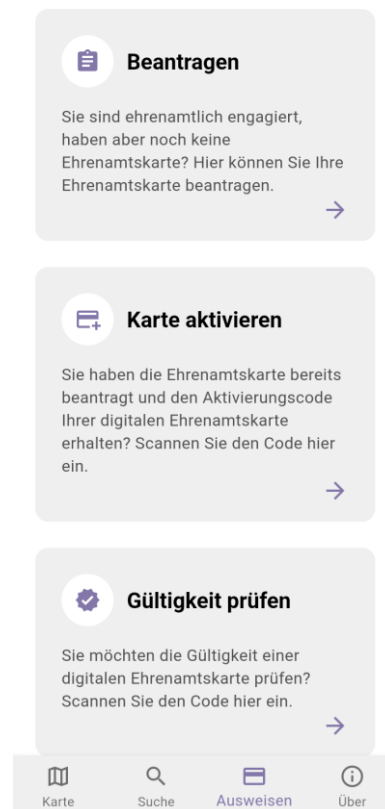 Beantragen
Sie sind ehrenamtlich engagiert,
haben aber noch keine
Ehrenamtskarte? Hier können Sie Ihre
Ehrenamtskarte beantragen.
Karte aktivieren
Sie haben die Ehrenamtskarte bereits
beantragt und den Aktivierungscode
Ihrer digitalen Ehrenamtskarte
erhalten? Scannen Sie den Code hier
ein.
Gültigkeit prüfen
Sie möchten die Gültigkeit einer
digitalen Ehrenamtskarte prüfen?
Scannen Sie den Code hier ein.
Karte Suche Ausweisen Über